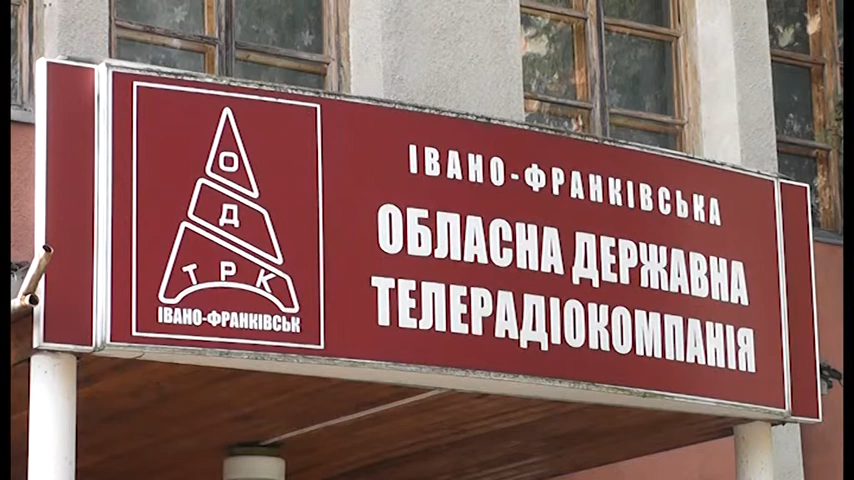 О
Д
ТРК
ІВАНО-ФРАНКІВСЬК
ІВАНО-ФРАНКІВСЬКА
ОБЛАСНА ДЕРЖАВНА
ТЕЛЕРАДІОКОМПАНІЯ